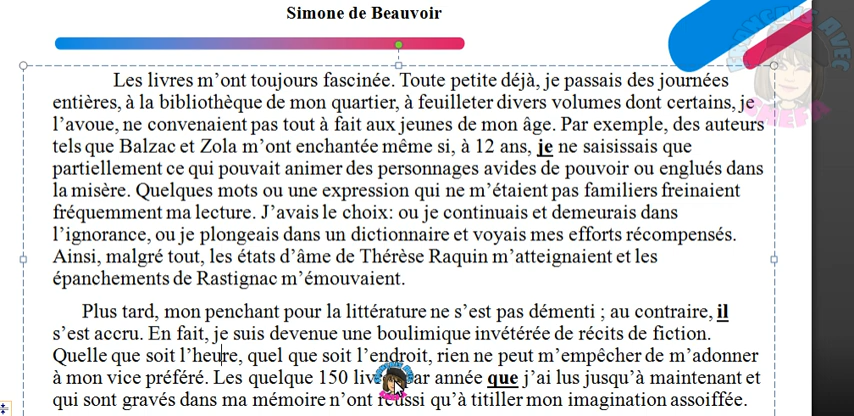 Simone de Beauvoir
FRANÇAIS AVEC
Les livres m’ont toujours fascinée. Toute petite déjà, je passais des journées
entières, à la bibliothèque de mon quartier, à feuilleter divers volumes dont certains, je
l’avoue, ne convenaient pas tout à fait aux jeunes de mon âge. Par exemple, des auteurs
tels que Balzac et Zola m’ont enchantée même si, à 12 ans, je ne saisissais que
partiellement ce qui pouvait animer des personnages avides de pouvoir ou englués dans
la misère. Quelques mots ou une expression qui ne m’étaient pas familiers freinaient
fréquemment ma lecture. J’avais le choix: ou je continuais et demeurais dans
l’ignorance, ou je plongeais dans un dictionnaire et voyais mes efforts récompensés.
Ainsi, malgré tout, les états d’âme de Thérèse Raquin m’atteignaient et les
épanchements de Rastignac m’émouvaient.
Plus tard, mon penchant pour la littérature ne s’est pas démenti ; au contraire, il
s’est accru. En fait, je suis devenue une boulimique invétérée de récits de fiction.
Quelle que soit l’heure, quel que soit l’endroit, rien ne peut m’empêcher de m’adonner
à mon vice préféré. Les quelque 150 livres par année que j’ai lus jusqu’à maintenant et
qui sont gravés dans ma mémoire n’ont réussi qu’à titiller mon imagination assoiffée.